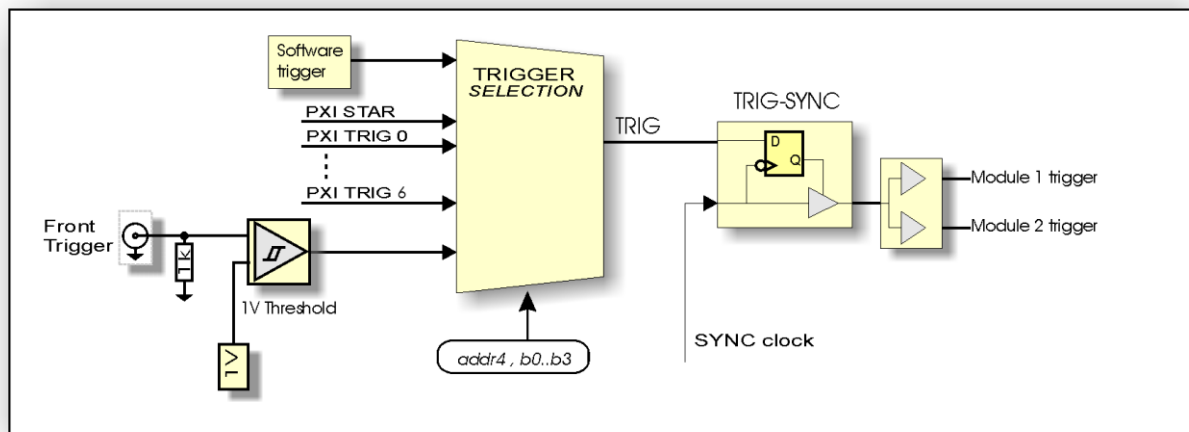 Software
trigger
TRIGGER
SELECTION
PXI STAR
PXI TRIG 0
PXI TRIG 6
TRIG
TRIG-SYNC
D
Q
Module 1 trigger
Module 2 trigger
Front
Trigger
1K
1V Threshold
1V
addr4 , b0..b3
SYNC clock